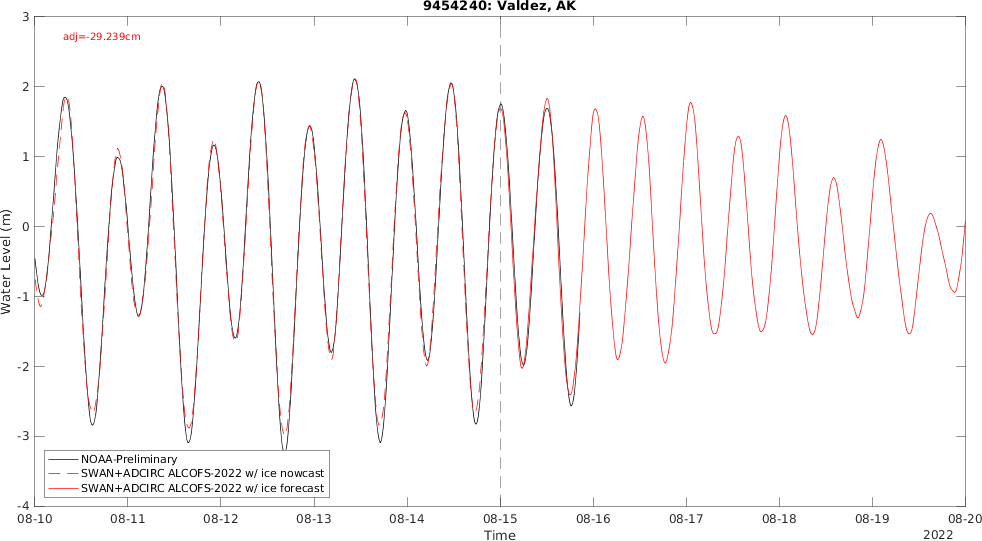 9454240: Valdez, AK
adj=-29.239cm
3
2
1
0
-1
-2
-3
-4
Water Level (m)
NOAA-Preliminary
SWAN+ADCIRC ALCOFS-2022 w/ ice nowcast
SWAN+ADCIRC ALCOFS-2022 w/ ice forecast
08-10 08-11 08-12 08-13 08-14 08-15 08-16 08-17 08-18 08-19 08-20
Time
2022